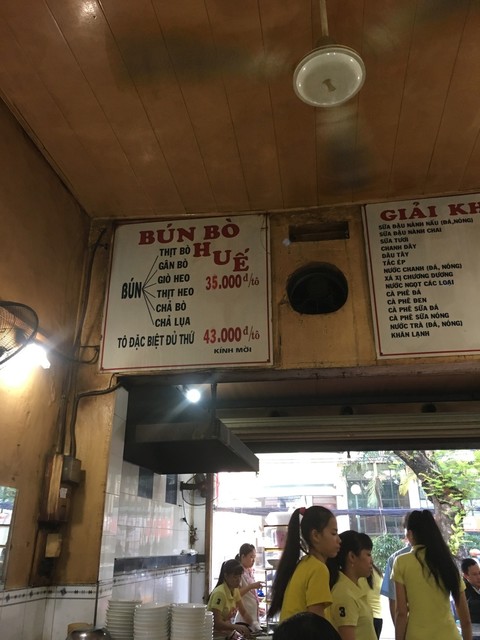 BÚN BÒ
HUẾ
BÚN
THỊT BÒ
GÂN BÒ
GIÒ HEO
THỊT HEO
CHẢ BÒ
CHẢ LỤA
35.000đ/tô
TÔ ĐẶC BIỆT DỦ THỨ 43.000đ/tô
KÍNH MỜI
GIẢI KH
SỮA ĐẬU NÀNH NẤU (ĐÁ,NÓNG)
SỮA ĐẬU NÀNH CHAI
SỮA TƯƠI
CHANH DÂY
DÂU TÂY
TẮC ÉP
NƯỚC CHANH (ĐÁ, NÓNG)
XÁ XỊ CHƯƠNG DƯƠNG
NƯỚC NGỌT CÁC LOẠI
CÀ PHÊ ĐÁ
CÀ PHÊ ĐEN
CÀ PHÊ SỮA ĐÁ
CÀ PHÊ SỮA NÓNG
NƯỚC TRÀ (ĐÁ, NÓNG)
KHĂN LẠNH
3